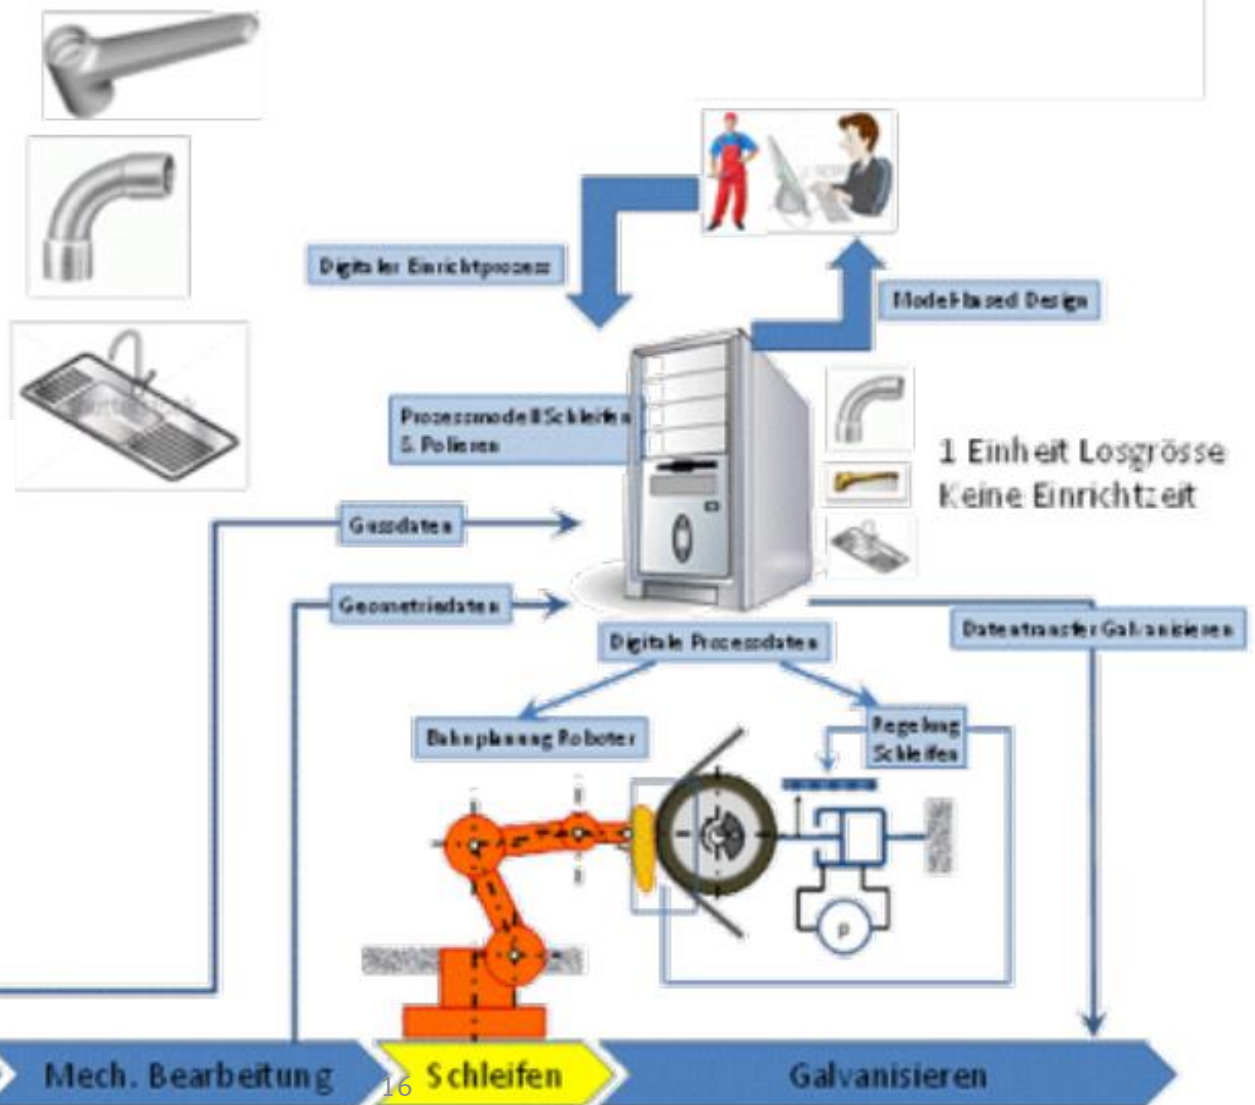 Digitaler Einrichtprozess
Model-based Design
Prozessmodell Schleifen
& Polieren
1 Einheit Losgrösse
Keine Einrichtzeit
Gussdaten
Geometriedaten
Datentransfer Galvanisieren
Digitale Prozessdaten
Bahnplanung Roboter
Regelung
Schleifen
p
Mech. Bearbeitung
16
Schleifen
Galvanisieren